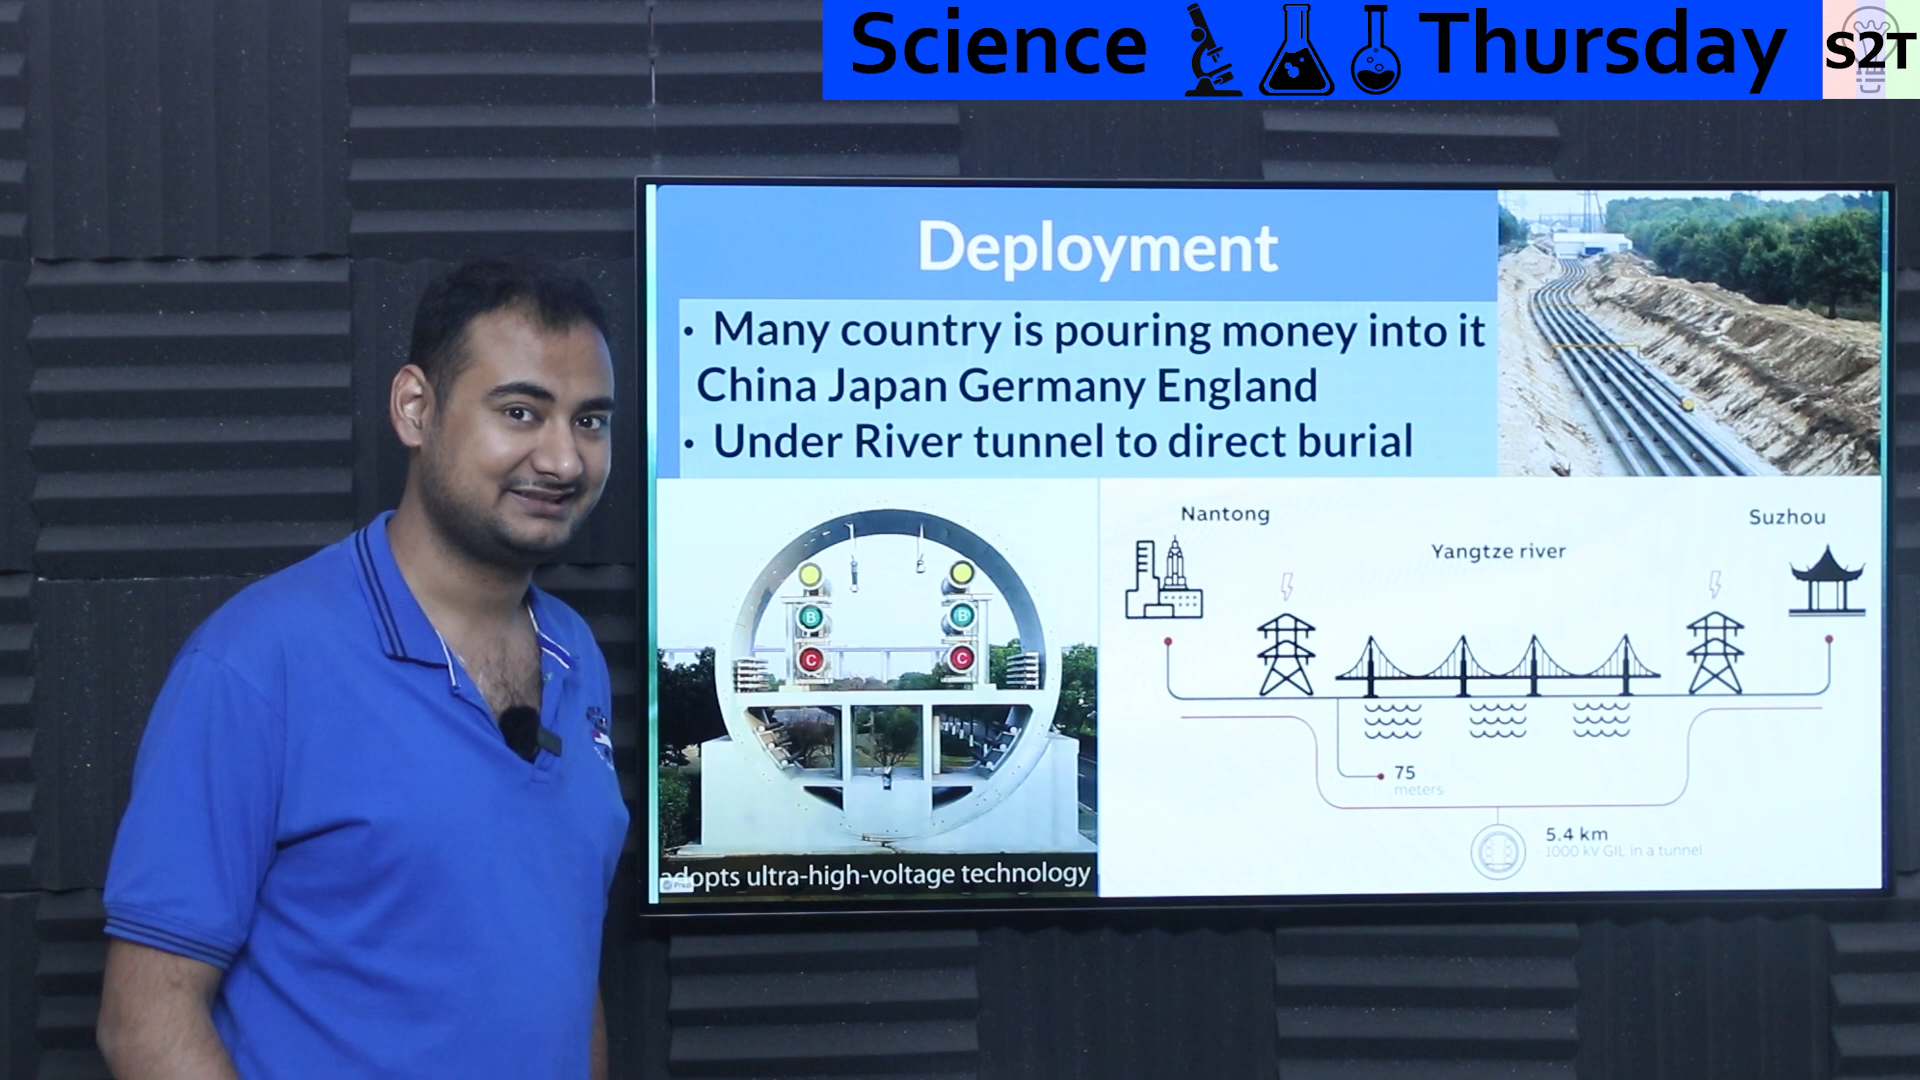 Science Thursday
S2T
Deployment
• Many country is pouring money into it
China Japan Germany England
• Under River tunnel to direct burial
B
B
C
C
adopts ultra-high-voltage technology
Nantong
Suzhou
Yangtze river
75
meters
5.4 km
1000 kV GIL in a tunnel